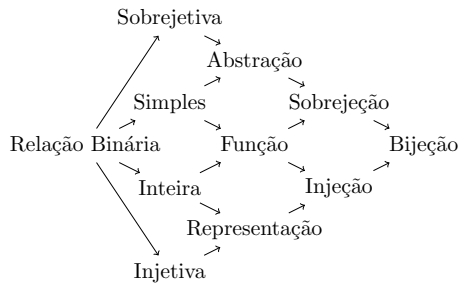 Sobrejetiva
Abstração
Simples
Sobrejeção
Relação Binária
Função
Bijeção
Inteira
Injeção
Representação
Injetiva